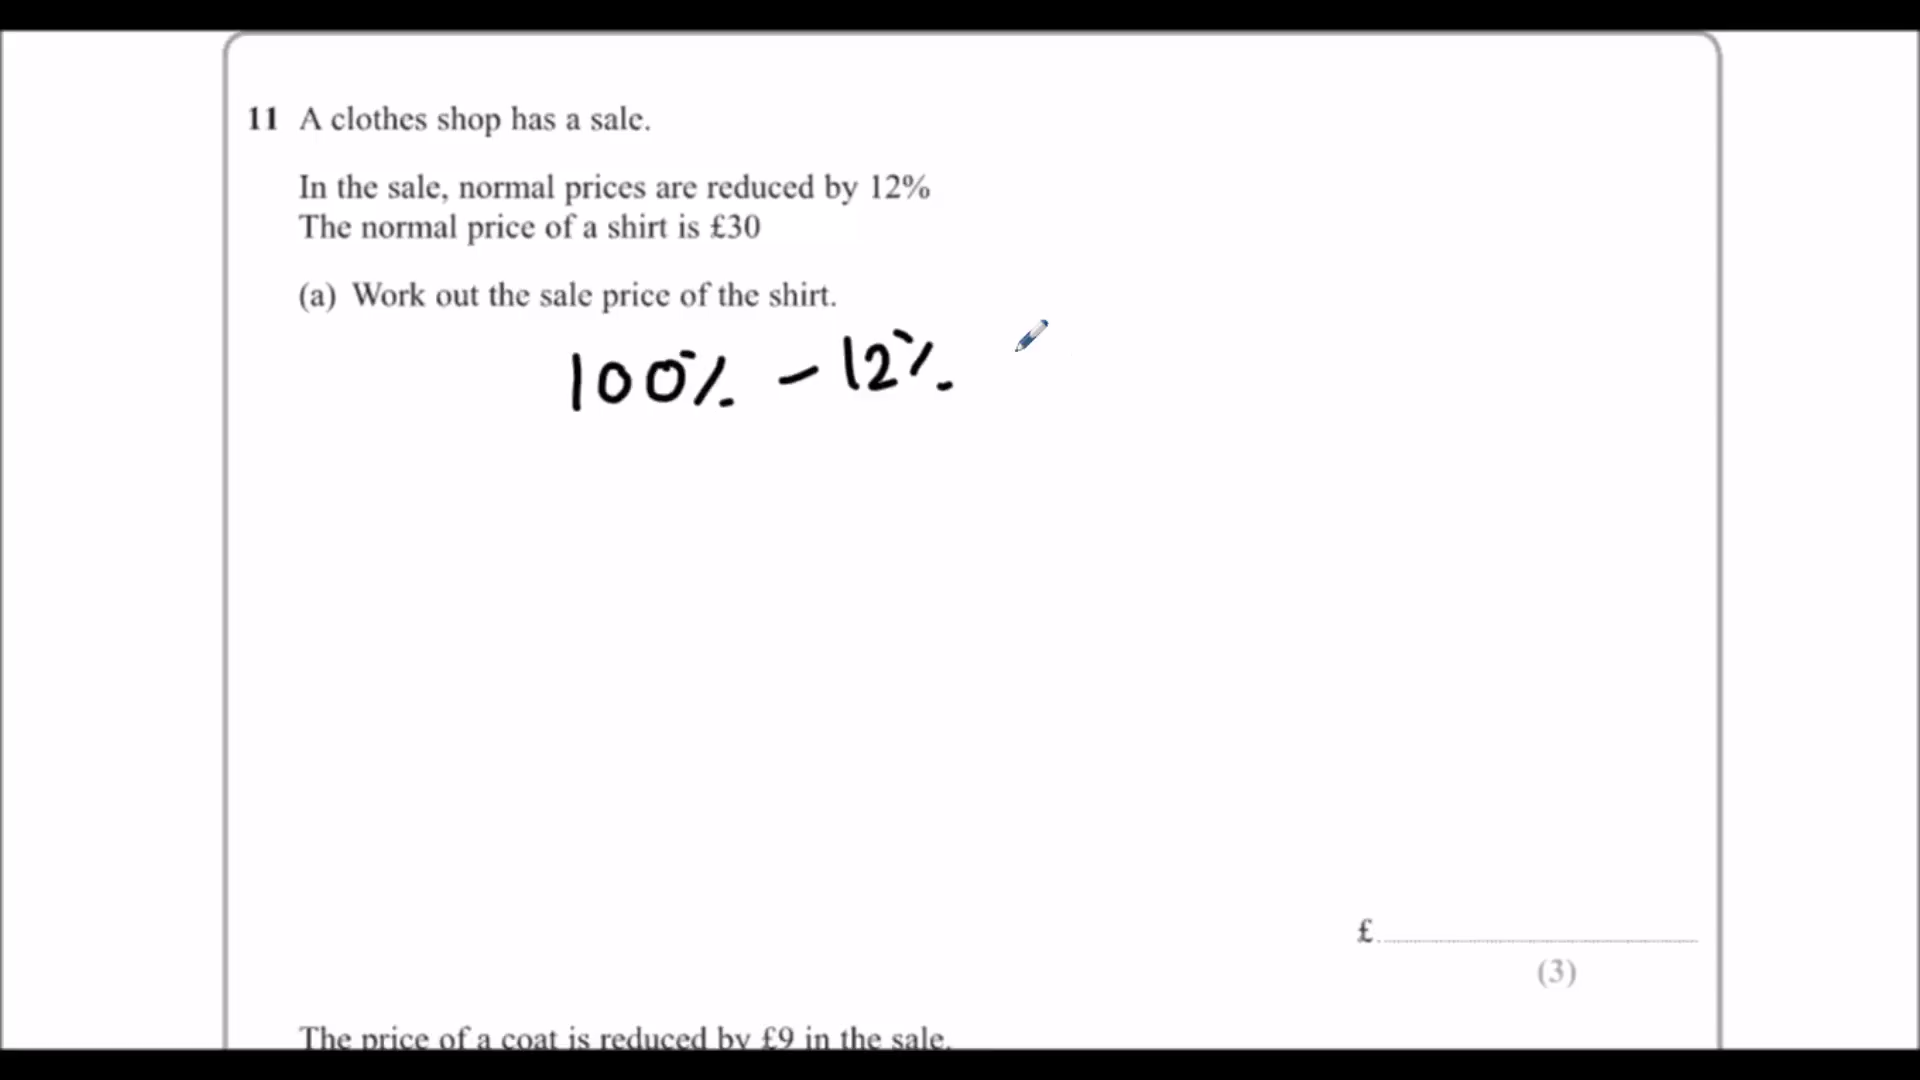 11 A clothes shop has a sale.
In the sale, normal prices are reduced by 12%
The normal price of a shirt is £30
(a) Work out the sale price of the shirt.
100% - 12%
£
(3)
The price of a coat is reduced by £9 in the sale.